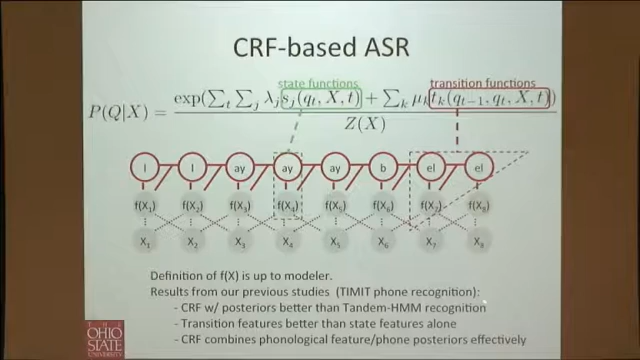 CRF-based ASR
state functions transition functions
P(Q|X) = exp(∑_t ∑_j λ_j s_j(q_t, X, t) + ∑_k μ_k t_k(q_{t−1}, q_t, X, t)) / Z(X)
l l ay ay ay b el el
f(X₁) f(X₂) f(X₃) f(X₄) f(X₅) f(X₆) f(X₇) f(X₈)
X₁ X₂ X₃ X₄ X₅ X₆ X₇ X₈
Definition of f(X) is up to modeler.
Results from our previous studies (TIMIT phone recognition):
- CRF w/ posteriors better than Tandem-HMM recognition
- Transition features better than state features alone
- CRF combines phonological feature/phone posteriors effectively
THE
OHIO
STATE
UNIVERSITY